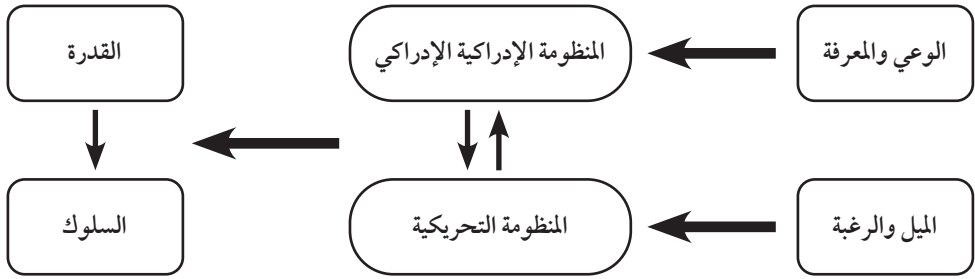 الوعي والمعرفة
المنظومة الإدراكية الإدراكي
القدرة
الميل والرغبة
المنظومة التحريكية
السلوك